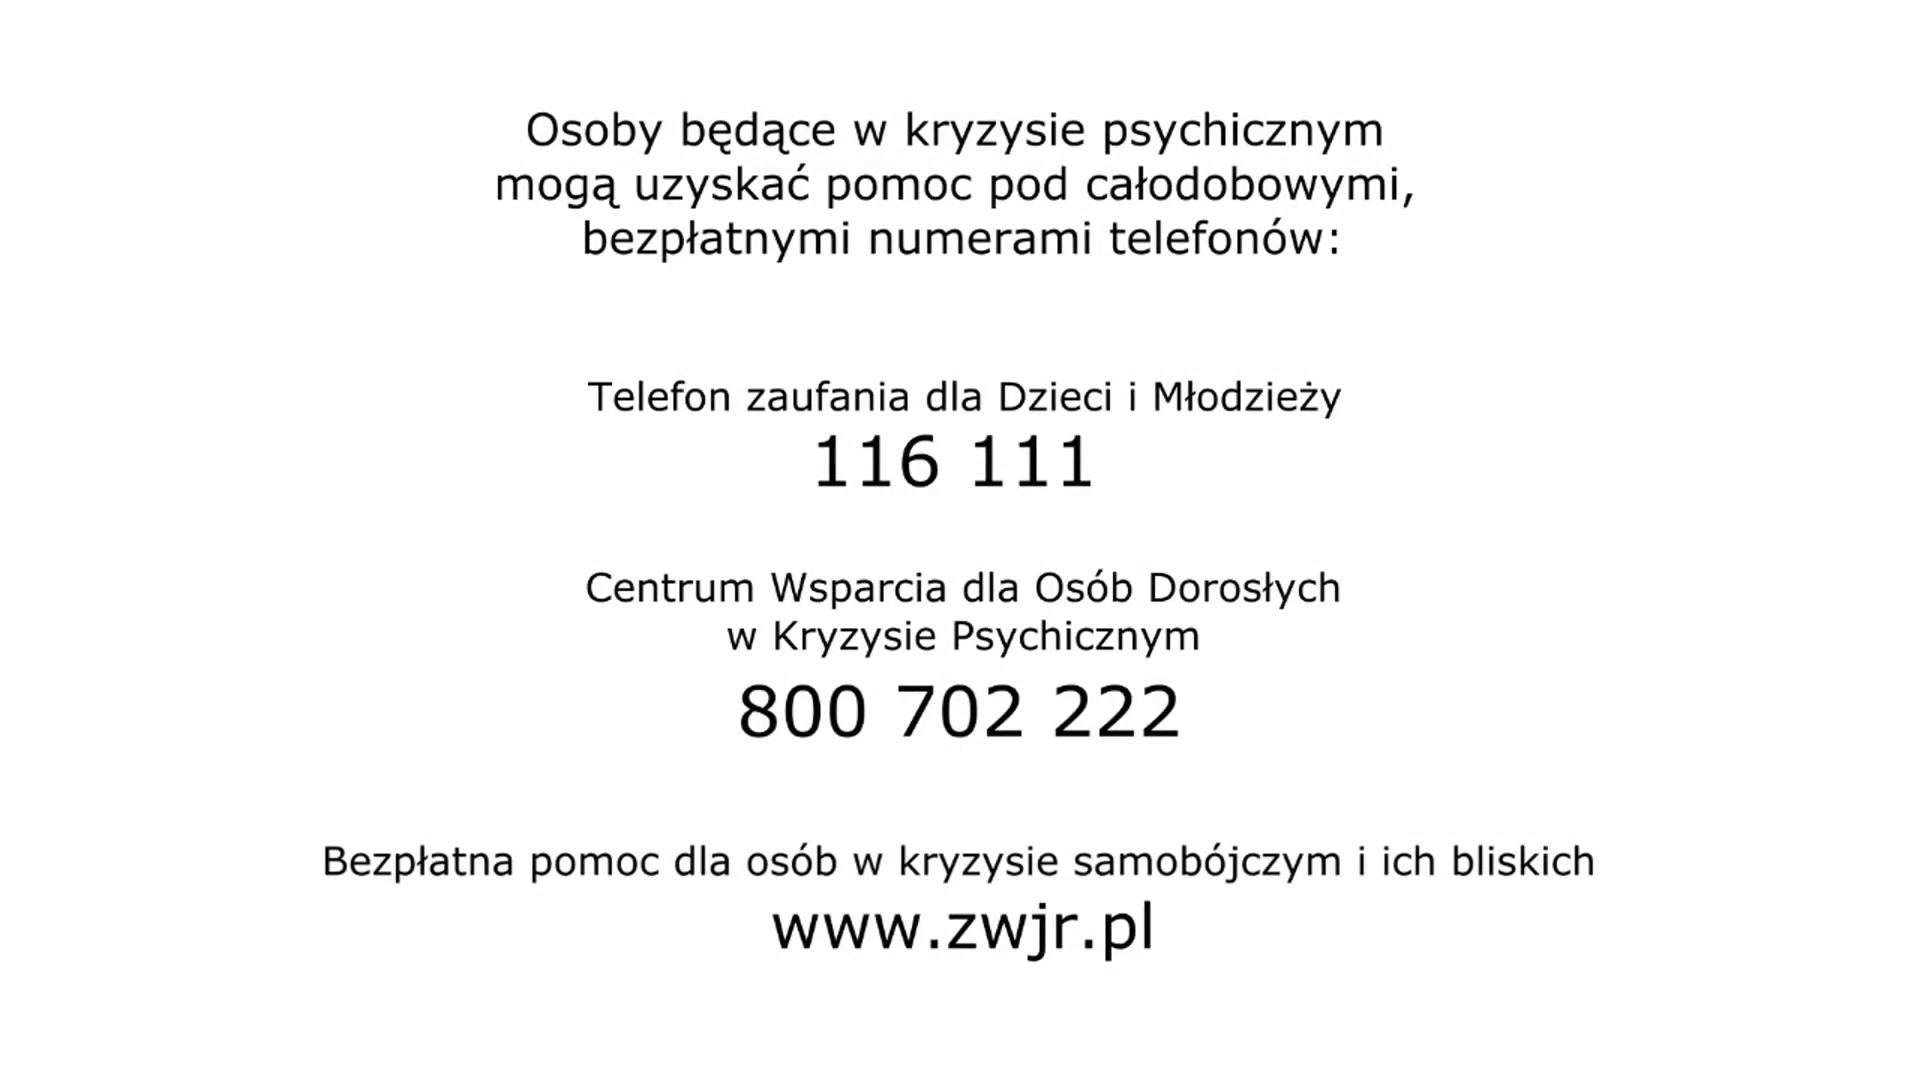 Osoby będące w kryzysie psychicznym
mogą uzyskać pomoc pod całodobowymi,
bezpłatnymi numerami telefonów:
Telefon zaufania dla Dzieci i Młodzieży
116 111
Centrum Wsparcia dla Osób Dorosłych
w Kryzysie Psychicznym
800 702 222
Bezpłatna pomoc dla osób w kryzysie samobójczym i ich bliskich
www.zwjr.pl